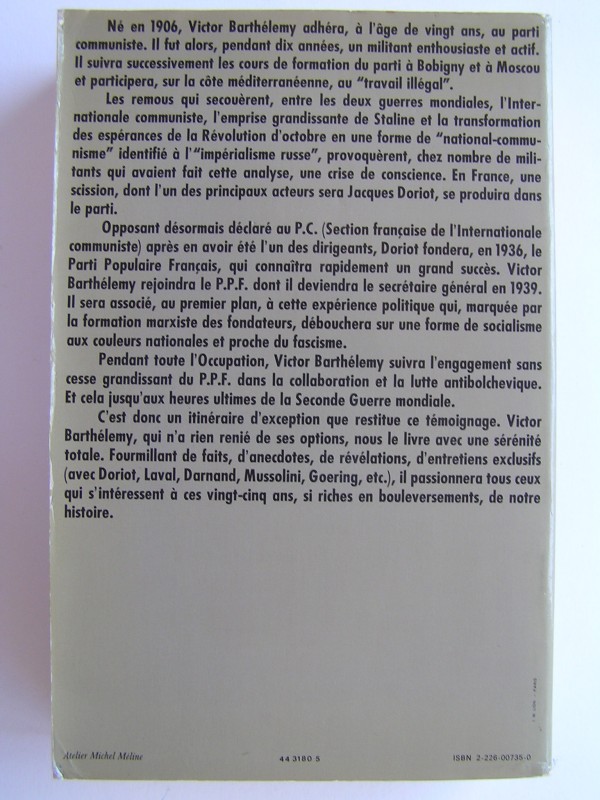 Né en 1906, Victor Barthélemy adhéra, à l'âge de vingt ans, au parti
communiste. Il fut alors, pendant dix années, un militant enthousiaste et actif.
Il suivra successivement les cours de formation du parti à Bobigny et à Moscou
et participera, sur la côte méditerranéenne, au "travail illégal".
Les remous qui secouèrent, entre les deux guerres mondiales, l'Inter-
nationale communiste, l'emprise grandissante de Staline et la transformation
des espérances de la Révolution d'octobre en une forme de "national-commu-
nisme" identifié à l'"impérialisme russe", provoquèrent, chez nombre de mili-
tants qui avaient fait cette analyse, une crise de conscience. En France, une
scission, dont l'un des principaux acteurs sera Jacques Doriot, se produira dans
le parti.
Opposant désormais déclaré au P.C. (Section française de l'Internationale
communiste) après en avoir été l'un des dirigeants, Doriot fondera, en 1936, le
Parti Populaire Français, qui connaîtra rapidement un grand succès. Victor
Barthélemy rejoindra le P.P.F. dont il deviendra le secrétaire général en 1939.
Il sera associé, au premier plan, à cette expérience politique qui, marquée par
la formation marxiste des fondateurs, débouchera sur une forme de socialisme
aux couleurs nationales et proche du fascisme.
Pendant toute l'Occupation, Victor Barthélemy suivra l'engagement sans
cesse grandissant du P.P.F. dans la collaboration et la lutte antibolchevique.
Et cela jusqu'aux heures ultimes de la Seconde Guerre mondiale.
C'est donc un itinéraire d'exception que restitue ce témoignage. Victor
Barthélemy, qui n'a rien renié de ses options, nous le livre avec une sérénité
totale. Fourmillant de faits, d'anecdotes, de révélations, d'entretiens exclusifs
(avec Doriot, Laval, Darnand, Mussolini, Goering, etc.), il passionnera tous ceux
qui s'intéressent à ces vingt-cinq ans, si riches en bouleversements, de notre
histoire.
Atelier Michel Méline
44 3180 5
ISBN 2-226-00735-0